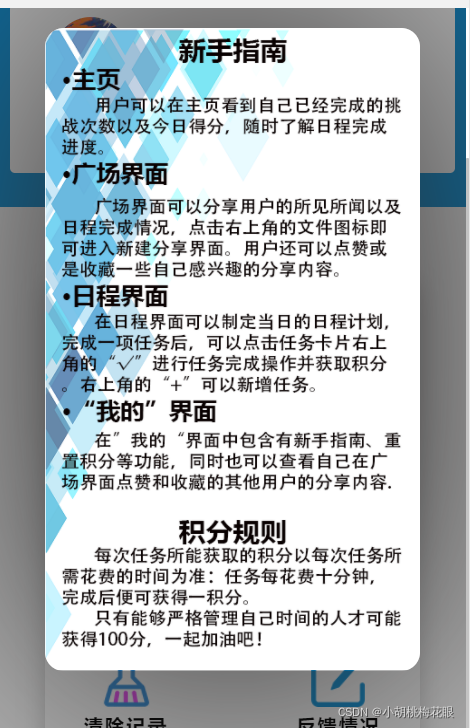 新手指南
•主页
用户可以在主页看到自己已经完成的挑
战次数以及今日得分，随时了解日程完成
进度。
•广场界面
广场界面可以分享用户的所见所闻以及
日程完成情况，点击右上角的文件图标即
可进入新建分享界面。用户还可以点赞或
是收藏一些自己感兴趣的分享内容。
•日程界面
在日程界面可以制定当日的日程计划，
完成一项任务后，可以点击任务卡片右上
角的“√”进行任务完成操作并获取积分
。右上角的“+”可以新增任务。
•“我的”界面
在”我的“界面中包含有新手指南、重
置积分等功能，同时也可以查看自己在广
场界面点赞和收藏的其他用户的分享内容.
积分规则
每次任务所能获取的积分以每次任务所
需花费的时间为准：任务每花费十分钟，
完成后便可获得一积分。
只有能够严格管理自己时间的人才可能
获得100分，一起加油吧！
清除记录
反馈情况
CSDN @小胡桃梅花眼